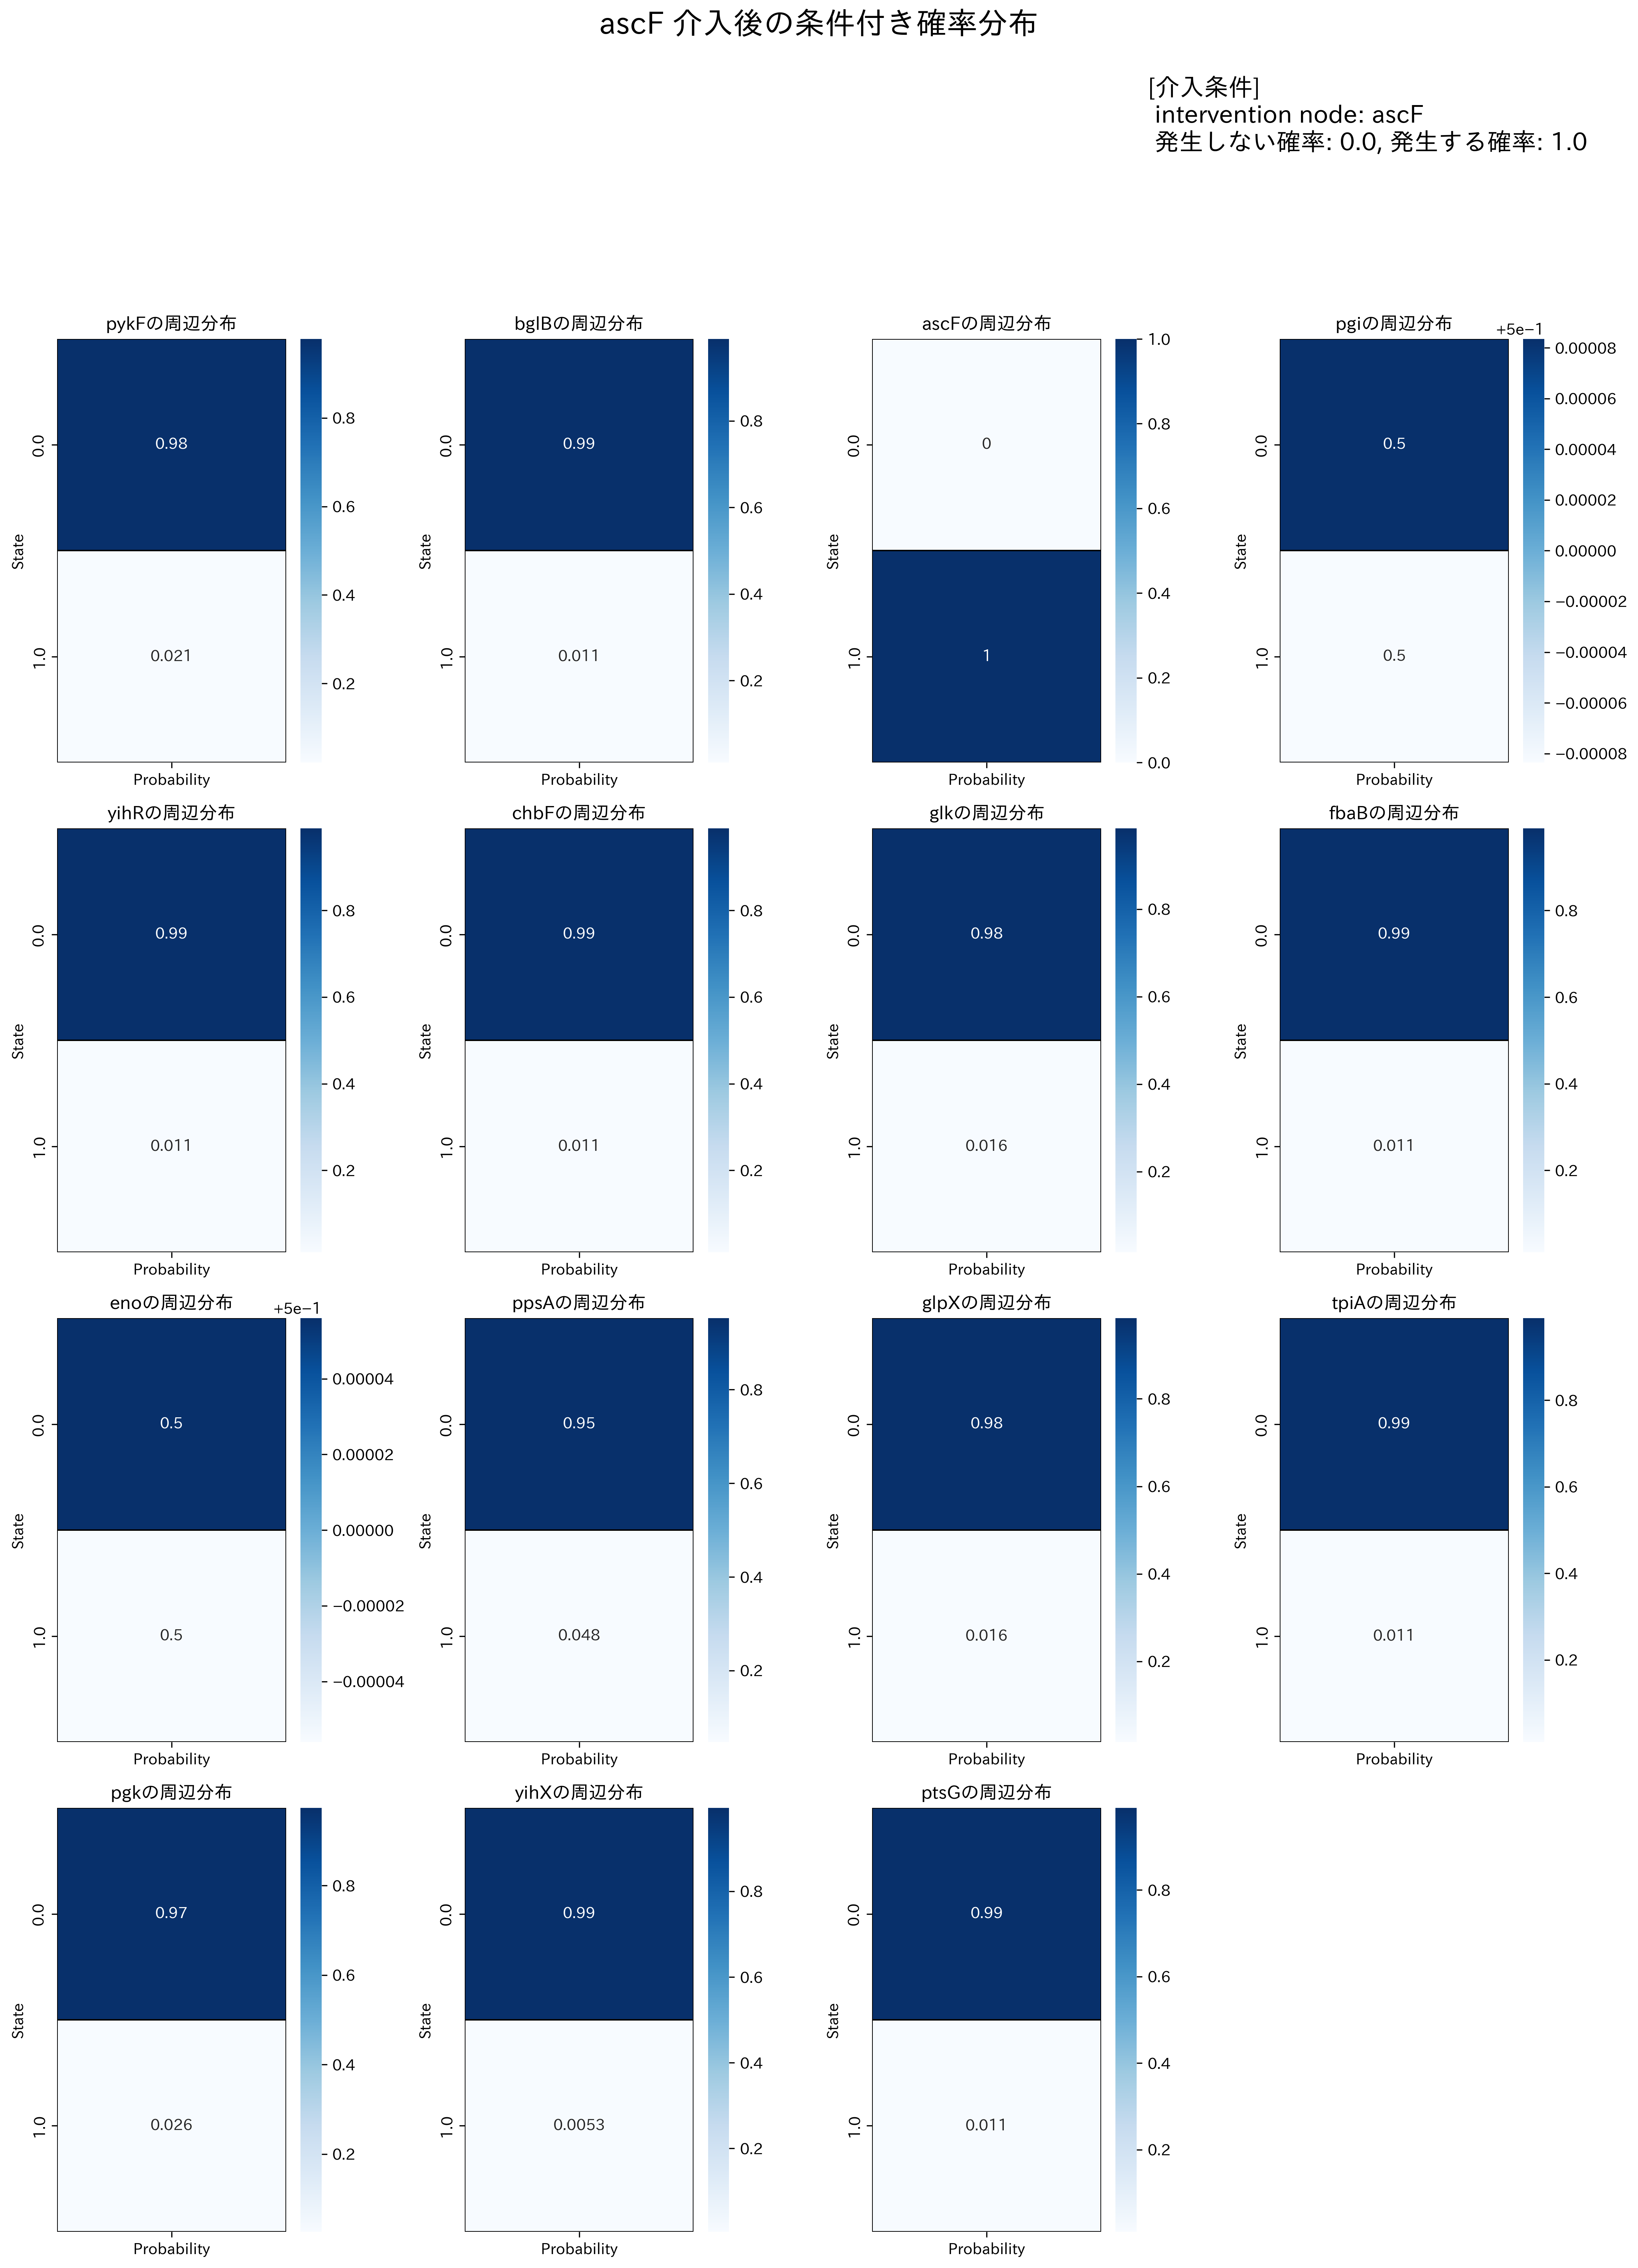 ascF 介入後の条件付き確率分布
[介入条件]
intervention node: ascF
発生しない確率: 0.0, 発生する確率: 1.0
pykFの周辺分布
0.0
0.98
1.0
0.021
State
Probability
0.8
0.6
0.4
0.2
bglBの周辺分布
0.0
0.99
1.0
0.011
State
Probability
0.8
0.6
0.4
0.2
ascFの周辺分布
0.0
0
1.0
1
Probability
1.0
0.8
0.6
0.4
0.2
0.0
pgiの周辺分布
+5e−1
0.0
0.5
1.0
0.5
State
Probability
0.00008
0.00006
0.00004
0.00002
0.00000
−0.00002
−0.00004
−0.00006
−0.00008
yihRの周辺分布
0.0
0.99
1.0
0.011
State
Probability
0.8
0.6
0.4
0.2
chbFの周辺分布
0.0
0.99
1.0
0.011
State
Probability
0.8
0.6
0.4
0.2
glkの周辺分布
0.0
0.98
1.0
0.016
State
Probability
0.8
0.6
0.4
0.2
fbaBの周辺分布
0.0
0.99
1.0
0.011
State
Probability
0.8
0.6
0.4
0.2
enoの周辺分布
+5e−1
0.0
0.5
1.0
0.5
State
Probability
0.00004
0.00002
0.00000
−0.00002
−0.00004
ppsAの周辺分布
0.0
0.95
1.0
0.048
State
Probability
0.8
0.6
0.4
0.2
glpXの周辺分布
0.0
0.98
1.0
0.016
State
Probability
0.8
0.6
0.4
0.2
tpiAの周辺分布
0.0
0.99
1.0
0.011
State
Probability
0.8
0.6
0.4
0.2
pgkの周辺分布
0.0
0.97
1.0
0.026
State
Probability
0.8
0.6
0.4
0.2
yihXの周辺分布
0.0
0.99
1.0
0.0053
State
Probability
0.8
0.6
0.4
0.2
ptsGの周辺分布
0.0
0.99
1.0
0.011
State
Probability
0.8
0.6
0.4
0.2